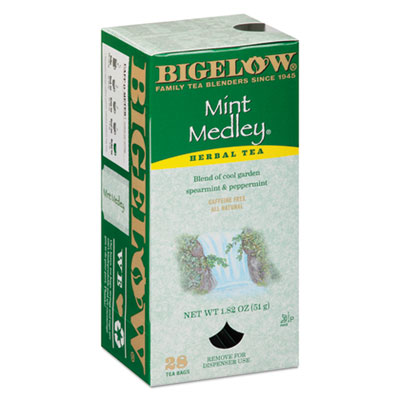 BIGELOW®
FAMILY TEA BLENDERS SINCE 1945
Mint
Medley®
HERBAL TEA
Blend of cool garden
spearmint & peppermint
CAFFEINE FREE
ALL NATURAL
NET WT 1.82 OZ (51 g)
28
TEA BAGS
REMOVE FOR
DISPENSER USE
Mint Medley
BIGELOW
WE